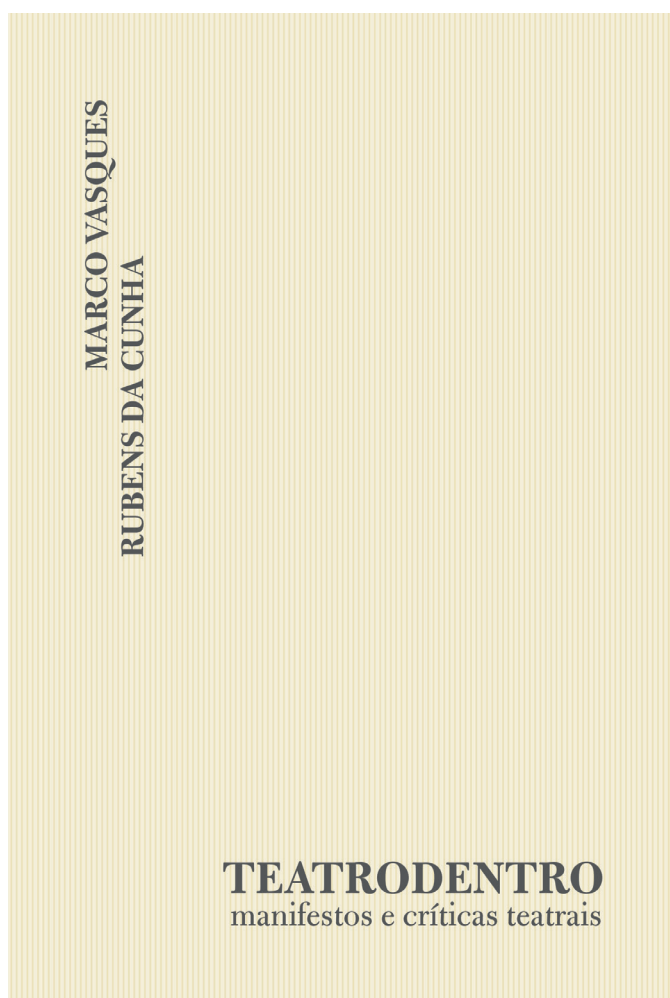 MARCO VASQUES
RUBENS DA CUNHA
TEATRODENTRO
manifestos e críticas teatrais